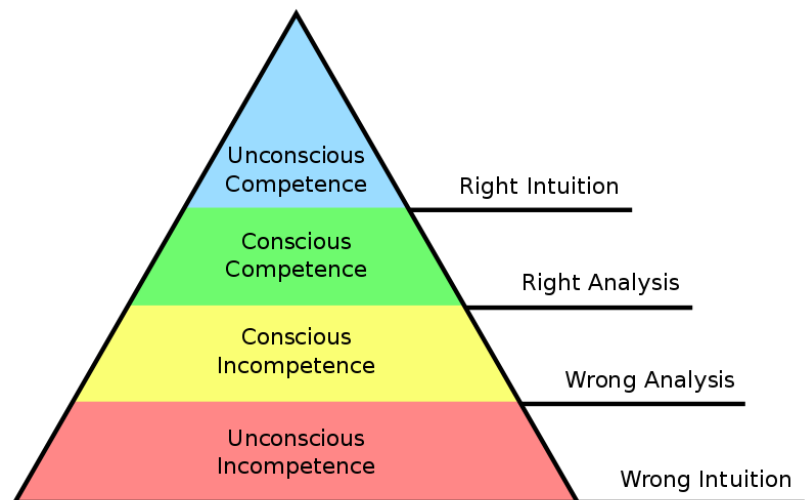 Unconscious
Competence
Right Intuition
Conscious
Competence
Right Analysis
Conscious
Incompetence
Wrong Analysis
Unconscious
Incompetence
Wrong Intuition